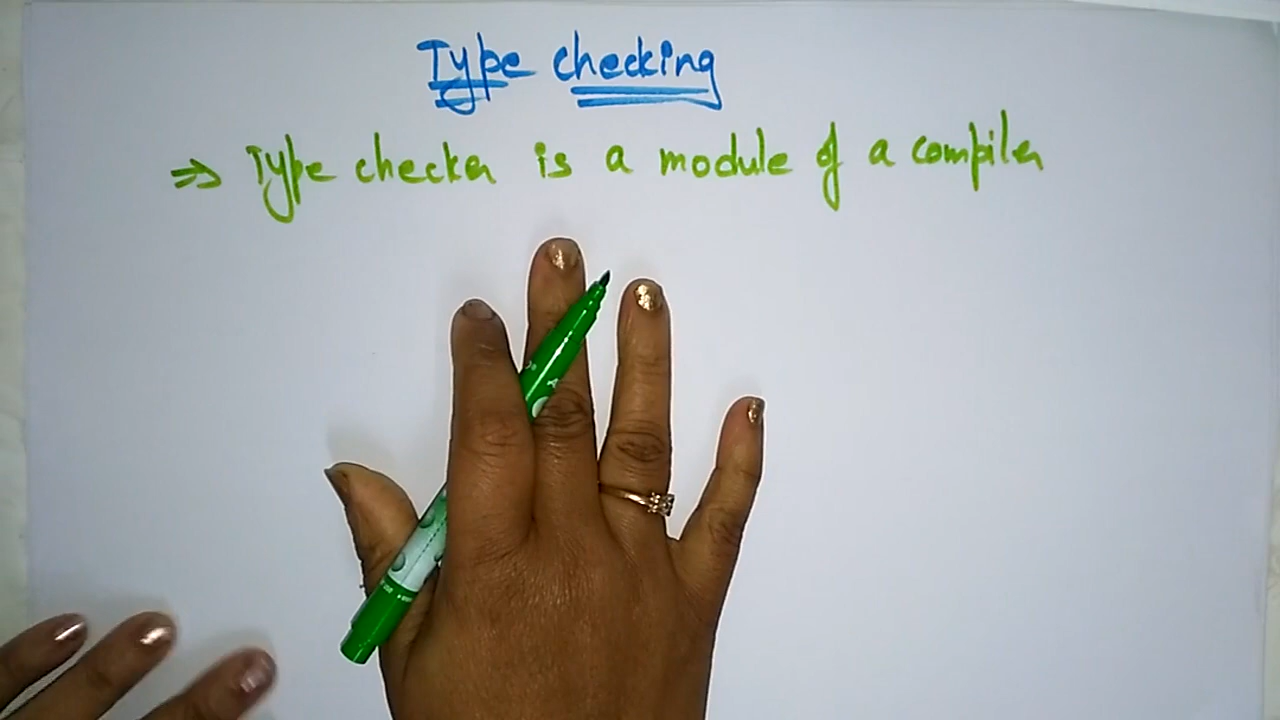 Type checking
⇒ Type checker is a module of a compiler